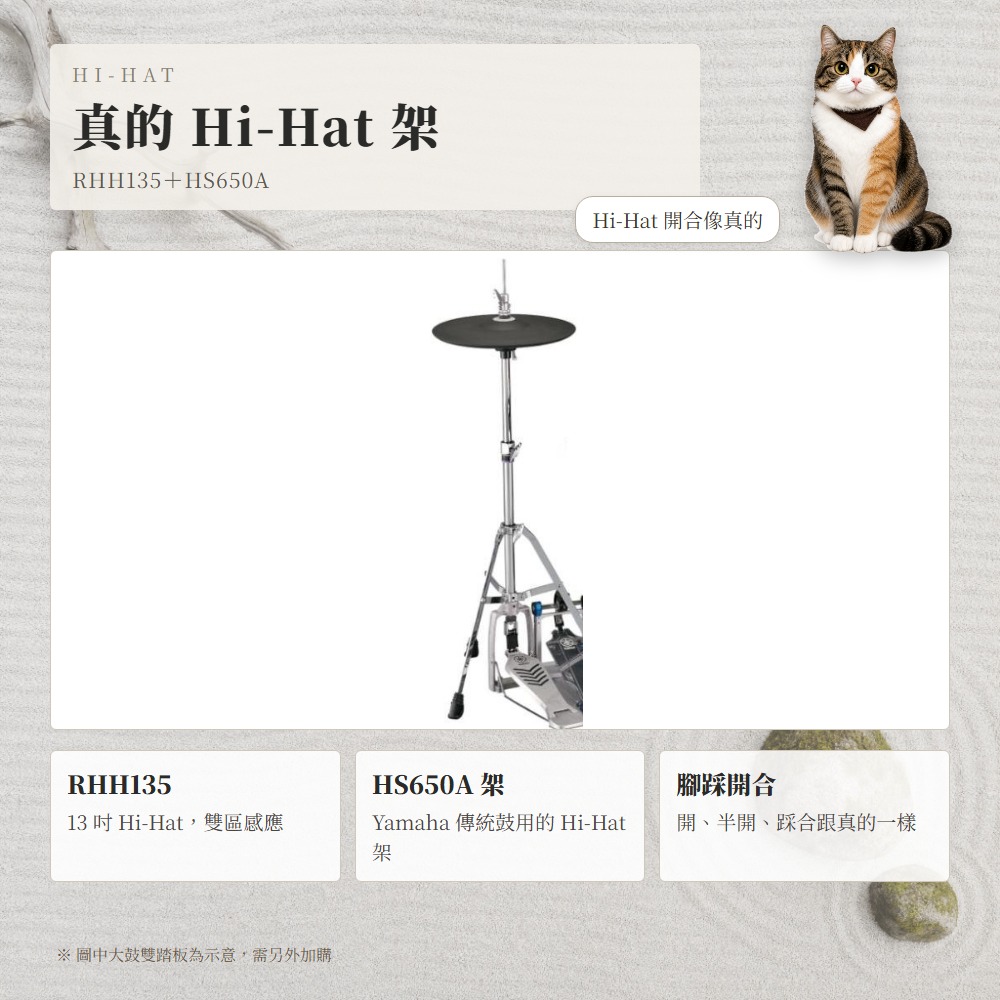 HI-HAT
真的 Hi-Hat 架
RHH135＋HS650A
Hi-Hat 開合像真的
RHH135
13 吋 Hi-Hat，雙區感應
HS650A 架
Yamaha 傳統鼓用的 Hi-Hat
架
腳踩開合
開、半開、踩合跟真的一樣
※ 圖中大鼓雙踏板為示意，需另外加購